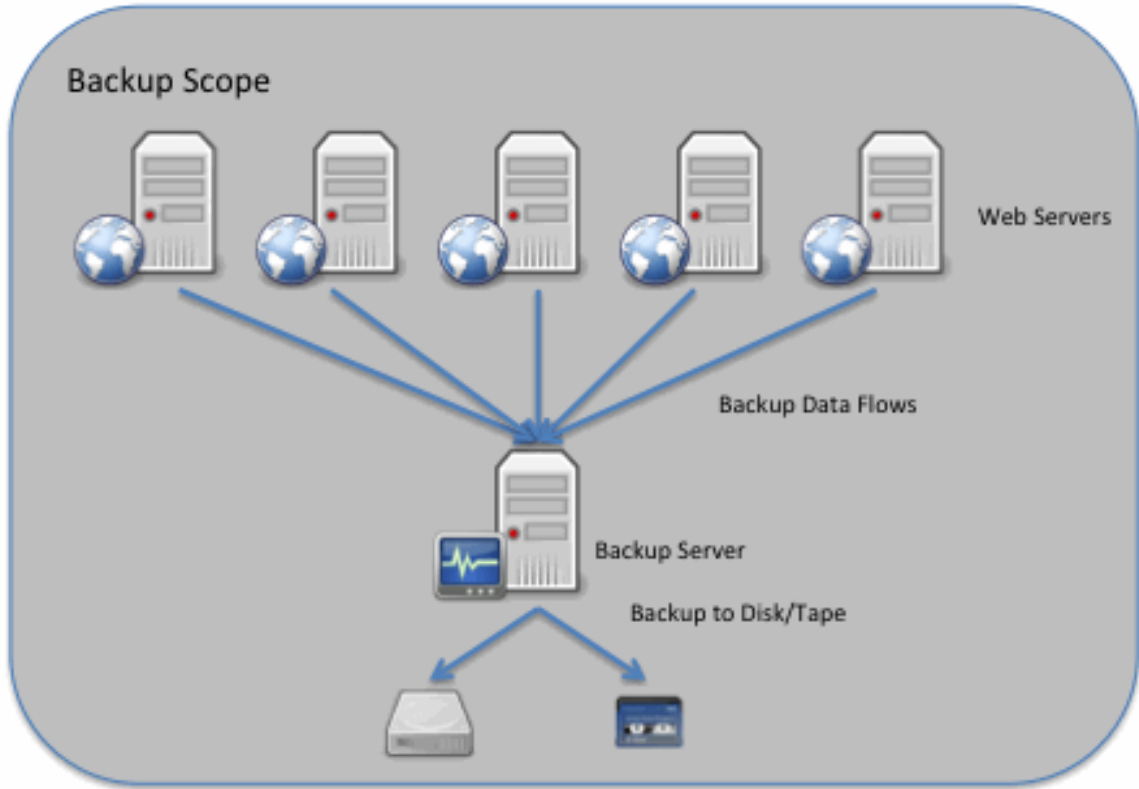 Backup Scope
Web Servers
Backup Data Flows
Backup Server
Backup to Disk/Tape